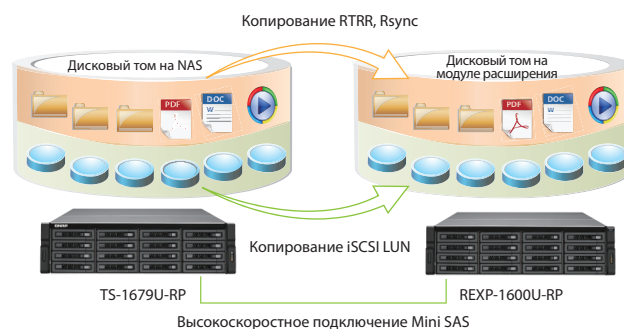 Копирование RTRR, Rsync
Дисковый том на NAS
Дисковый том на
модуле расширения
PDF
DOC
W
PDF
DOC
W
QNAP
Копирование iSCSI LUN
TS-1679U-RP
REXP-1600U-RP
Высокоскоростное подключение Mini SAS